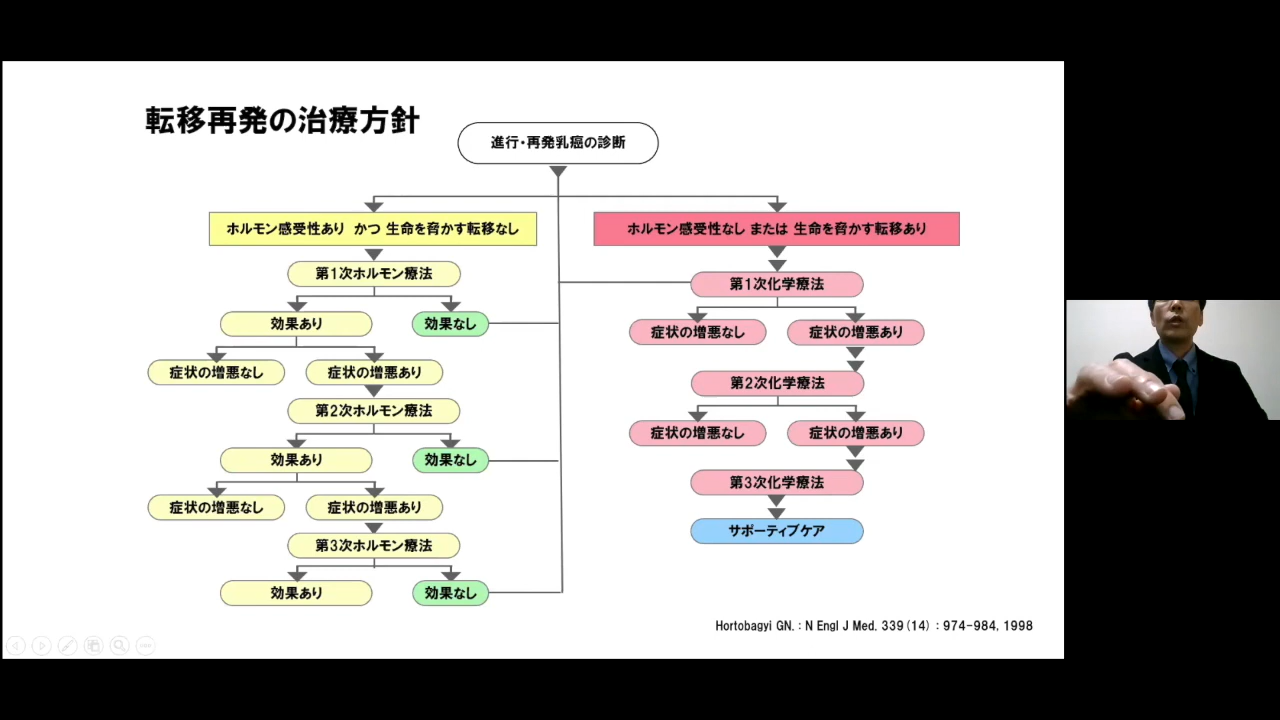 転移再発の治療方針
進行・再発乳癌の診断
ホルモン感受性あり かつ 生命を脅かす転移なし
第1次ホルモン療法
効果あり
効果なし
症状の増悪なし
症状の増悪あり
第2次ホルモン療法
効果あり
効果なし
症状の増悪なし
症状の増悪あり
第3次ホルモン療法
効果あり
効果なし
ホルモン感受性なし または 生命を脅かす転移あり
第1次化学療法
症状の増悪なし
症状の増悪あり
第2次化学療法
症状の増悪なし
症状の増悪あり
第3次化学療法
サポーティブケア
Hortobagyi GN. : N Engl J Med. 339(14) : 974-984, 1998